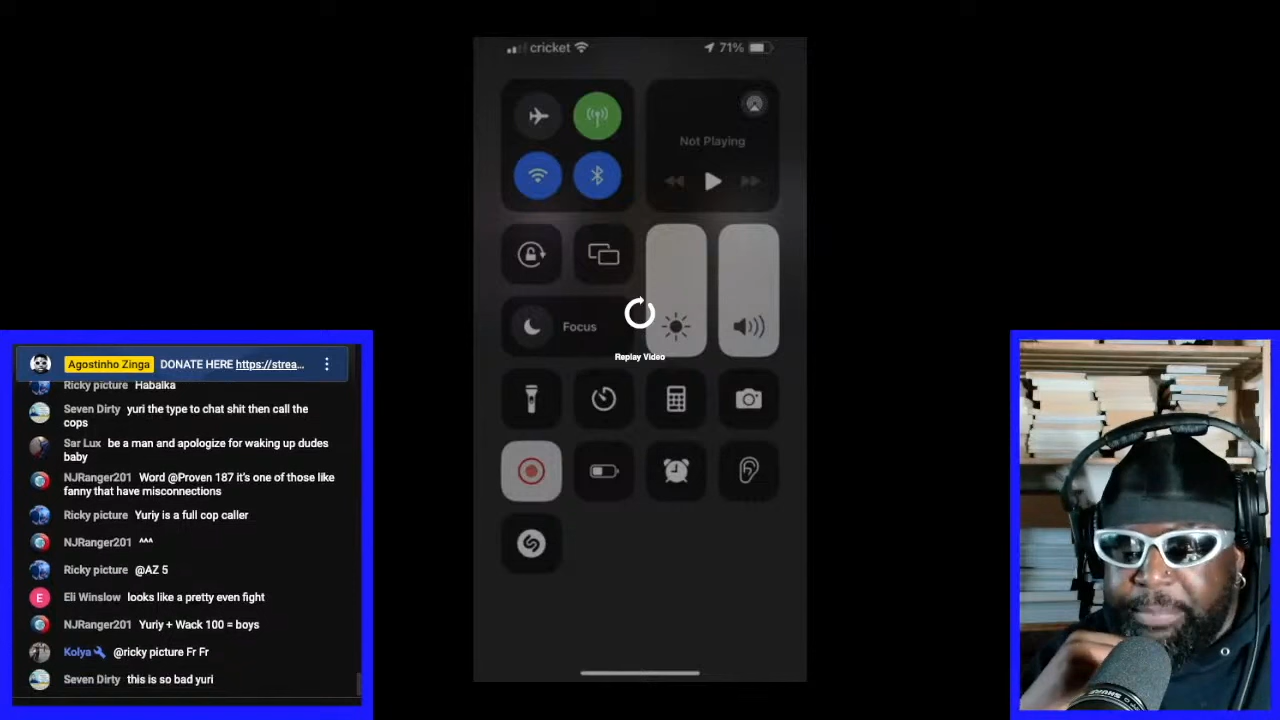 cricket
71%
Not Playing
Focus
Replay Video
Agostinho Zinga DONATE HERE https://strea...
Ricky picture Habalka
Seven Dirty yuri the type to chat shit then call the
cops
Sar Lux be a man and apologize for waking up dudes
baby
NJRanger201 Word @Proven 187 it's one of those like
fanny that have misconnections
Ricky picture Yuriy is a full cop caller
NJRanger201 ^^^
Ricky picture @AZ 5
E Eli Winslow looks like a pretty even fight
NJRanger201 Yuriy + Wack 100 = boys
Kolya @ricky picture Fr Fr
Seven Dirty this is so bad yuri